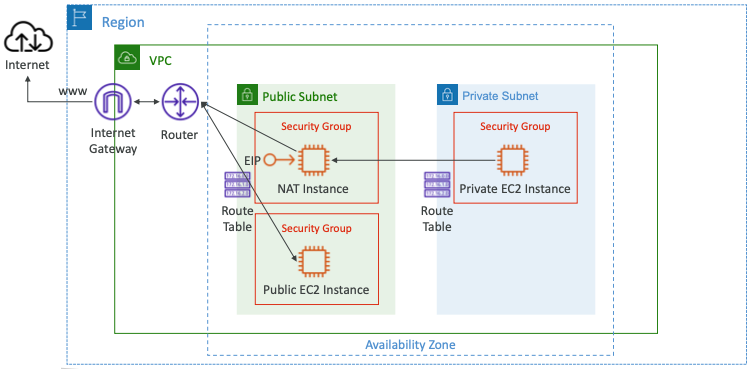 Region
Internet
VPC
www
Internet
Gateway
Router
Public Subnet
Security Group
EIP
NAT Instance
Route
Table
Security Group
Public EC2 Instance
Private Subnet
Security Group
Private EC2 Instance
Route
Table
Availability Zone